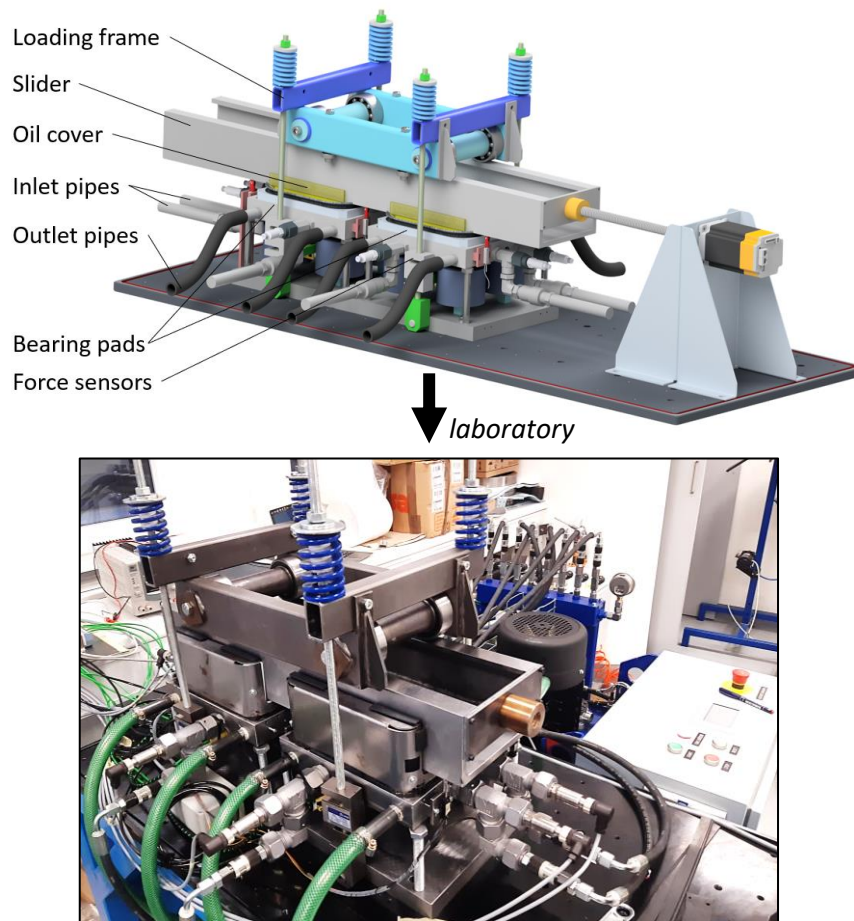 Loading frame
Slider
Oil cover
Inlet pipes
Outlet pipes
Bearing pads
Force sensors
laboratory